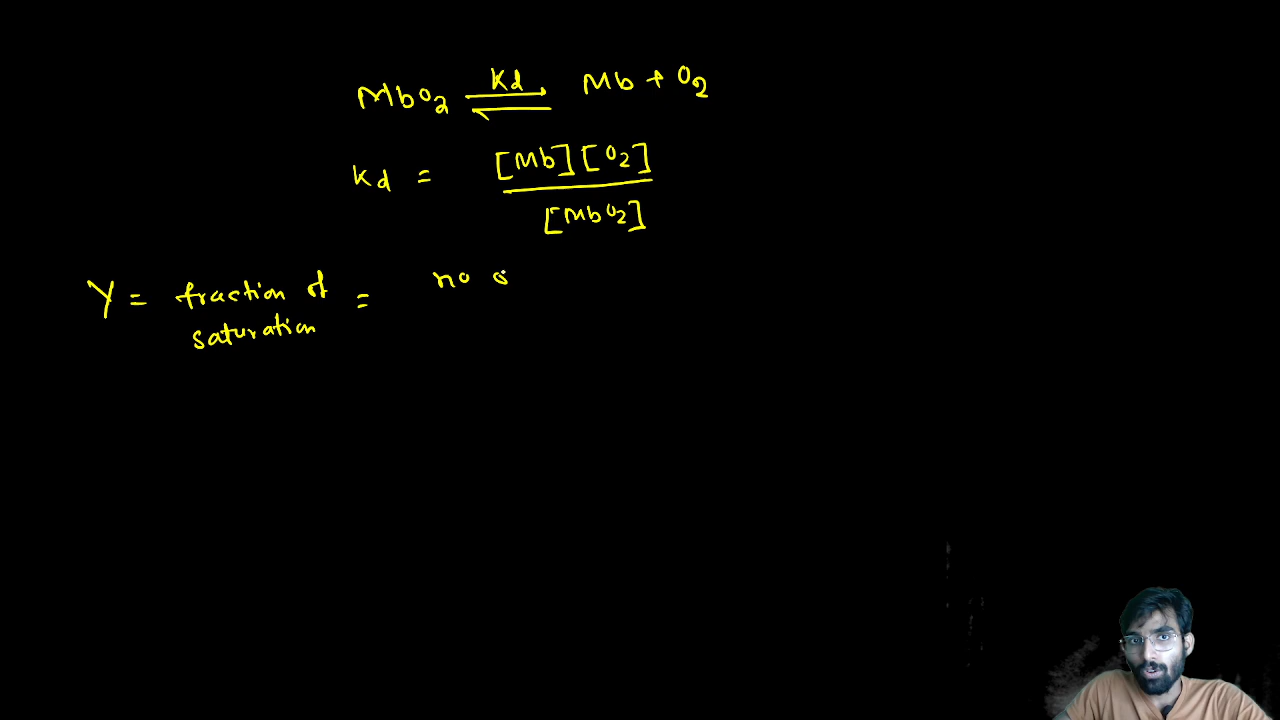 MbO₂ ⇌ Kd Mb + O₂
Kd = [Mb][O₂] / [MbO₂]
Y = fraction of saturation = no o